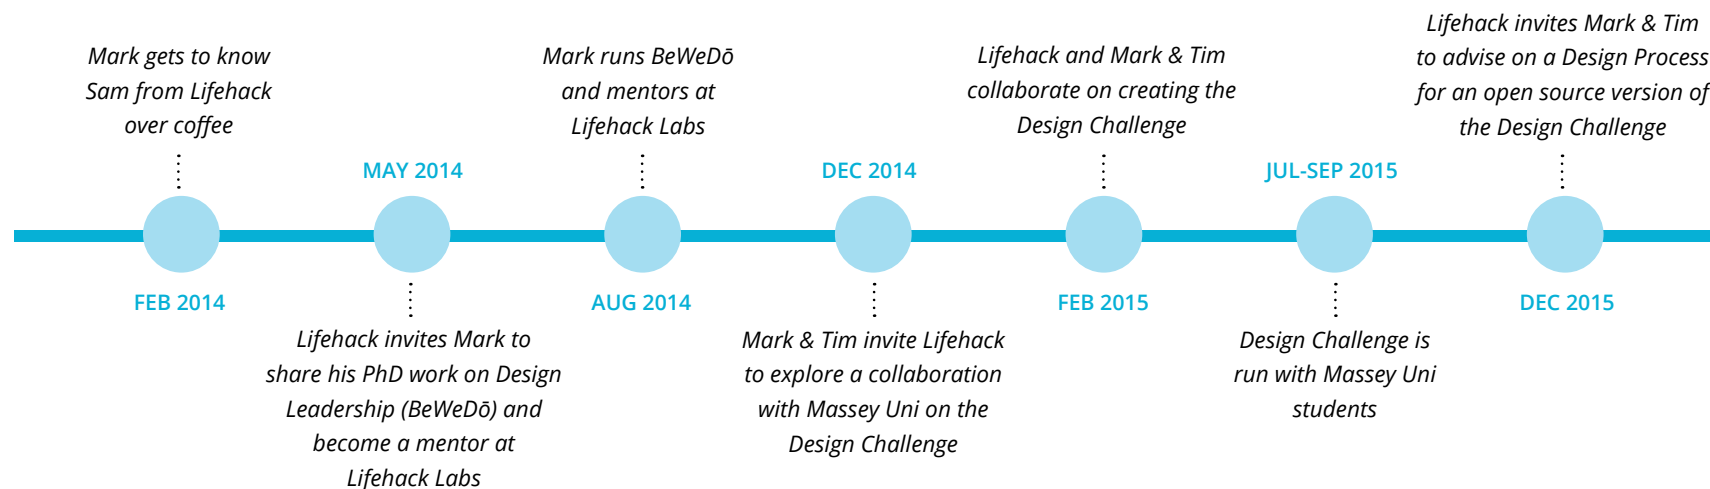 Mark gets to know
Sam from Lifehack
over coffee
FEB 2014
MAY 2014
Lifehack invites Mark to
share his PhD work on Design
Leadership (BeWeDō) and
become a mentor at
Lifehack Labs
Mark runs BeWeDō
and mentors at
Lifehack Labs
AUG 2014
DEC 2014
Mark & Tim invite Lifehack
to explore a collaboration
with Massey Uni on the
Design Challenge
Lifehack and Mark & Tim
collaborate on creating the
Design Challenge
FEB 2015
JUL-SEP 2015
Design Challenge is
run with Massey Uni
students
Lifehack invites Mark & Tim
to advise on a Design Process
for an open source version of
the Design Challenge
DEC 2015